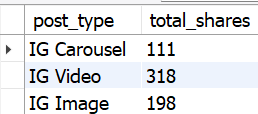 post_type total_shares
IG Carousel 111
IG Video 318
IG Image 198